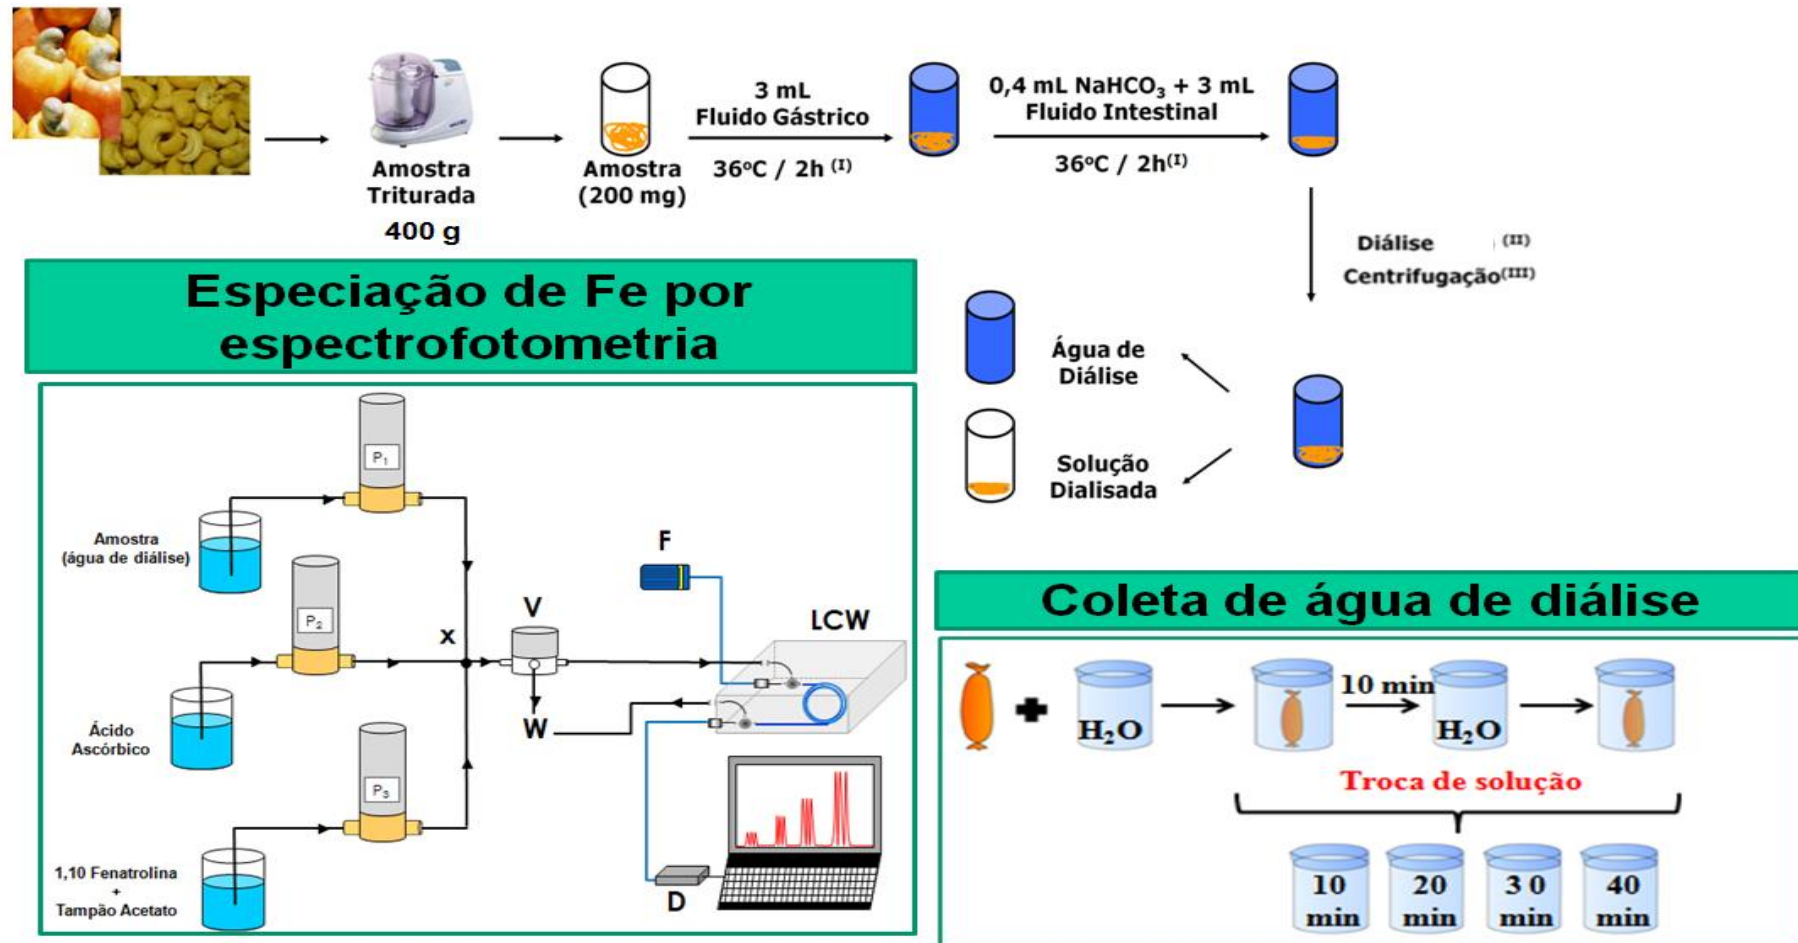 Amostra
Triturada
400 g
Amostra
(200 mg)
3 mL
Fluido Gástrico
36ºC / 2h (I)
0,4 mL NaHCO₃ + 3 mL
Fluido Intestinal
36ºC / 2h(I)
Diálise (II)
Centrifugação(III)
Água de
Diálise
Solução
Dialisada
Especiação de Fe por
espectrofotometria
P₁
Amostra
(água de diálise)
P₂
Ácido
Ascórbico
P₃
1,10 Fenatrolina
+
Tampão Acetato
x
V
W
F
LCW
D
Coleta de água de diálise
H₂O
10 min
H₂O
Troca de solução
10
min
20
min
3 0
min
40
min